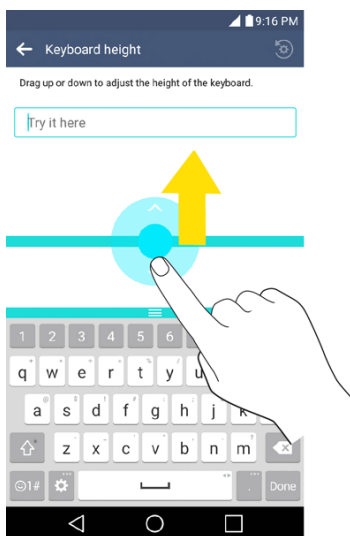 9:16 PM
Keyboard height
Drag up or down to adjust the height of the keyboard.
Try it here
1 2 3 4 5 6
q w e r t y u
a s d f g h j k
z x c v b n m
1# . Done